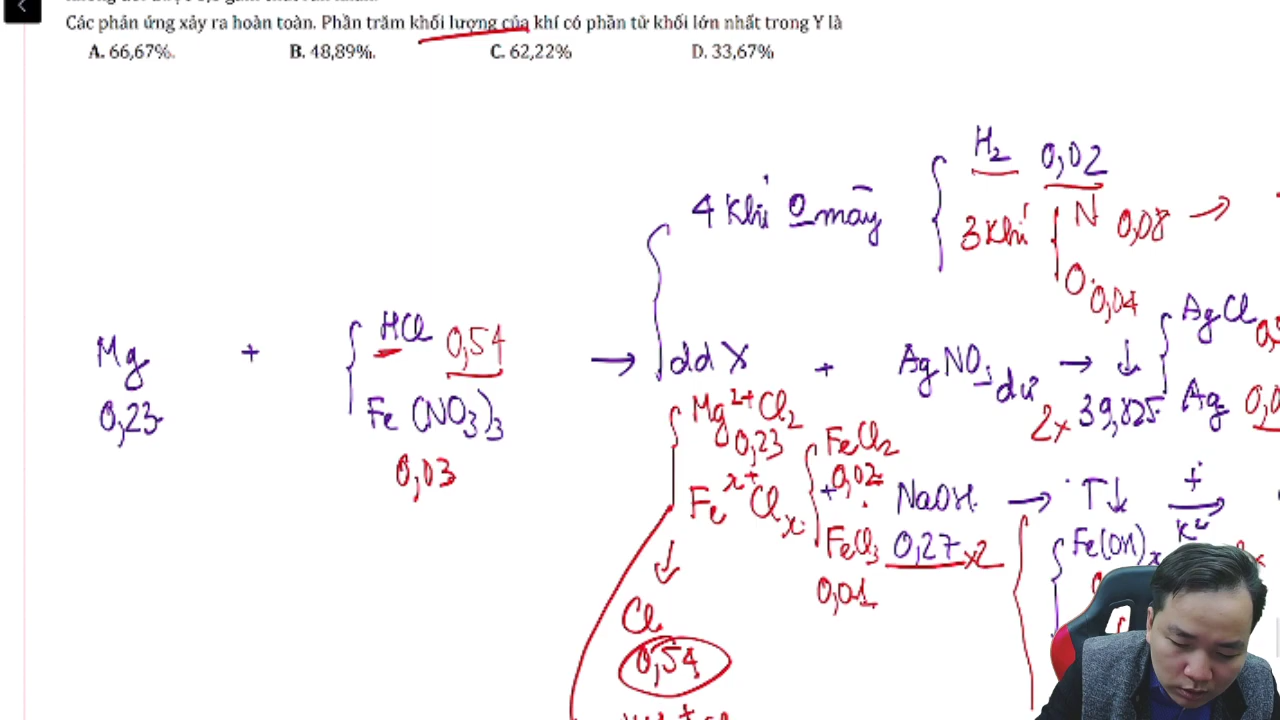 Các phản ứng xảy ra hoàn toàn. Phần trăm khối lượng của khí có phân tử khối lớn nhất trong Y là
A. 66,67%. B. 48,89%. C. 62,22% D. 33,67%
H₂ 0,02
4 khí 0 màu
3 khí N 0,08 →
O 0,04
Mg + HCl 0,54 → dd X + AgNO₃ dư → ↓ AgCl
0,23 Fe(NO₃)₃ 2x 39,825 Ag
0,03
Mg²⁺Cl₂
0,23 FeCl₂
0,02
Feˣ⁺Clₓ + NaOH → T↓
FeCl₃ 0,27 x2 Fe(OH)ₓ
0,01
↓
Cl
0,54